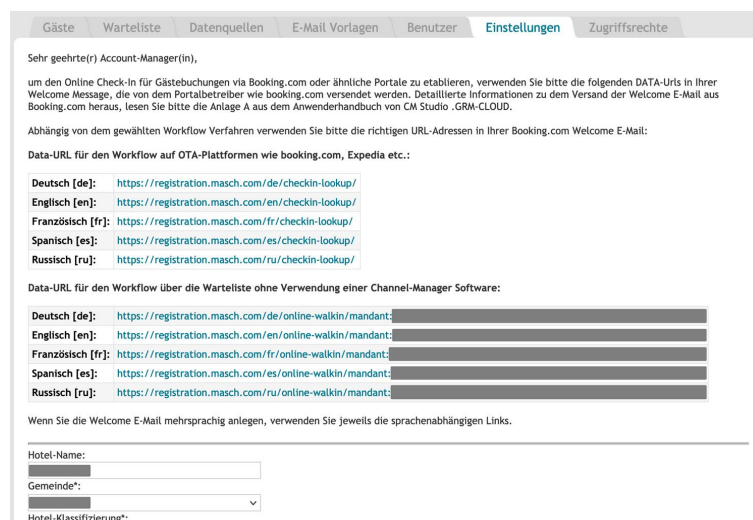 Gäste Warteliste Datenquellen E-Mail Vorlagen Benutzer Einstellungen Zugriffsrechte
Sehr geehrte(r) Account-Manager(in),
um den Online Check-In für Gästebuchungen via Booking.com oder ähnliche Portale zu etablieren, verwenden Sie bitte die folgenden DATA-Urls in Ihrer
Welcome Message, die von dem Portalbetreiber wie booking.com versendet werden. Detaillierte Informationen zu dem Versand der Welcome E-Mail aus
Booking.com heraus, lesen Sie bitte die Anlage A aus dem Anwenderhandbuch von CM Studio .GRM-CLOUD.
Abhängig von dem gewählten Workflow Verfahren verwenden Sie bitte die richtigen URL-Adressen in Ihrer Booking.com Welcome E-Mail:
Data-URL für den Workflow auf OTA-Plattformen wie booking.com, Expedia etc.:
Deutsch [de]: https://registration.masch.com/de/checkin-lookup/
Englisch [en]: https://registration.masch.com/en/checkin-lookup/
Französisch [fr]: https://registration.masch.com/fr/checkin-lookup/
Spanisch [es]: https://registration.masch.com/es/checkin-lookup/
Russisch [ru]: https://registration.masch.com/ru/checkin-lookup/
Data-URL für den Workflow über die Warteliste ohne Verwendung einer Channel-Manager Software:
Deutsch [de]: https://registration.masch.com/de/online-walkin/mandant:
Englisch [en]: https://registration.masch.com/en/online-walkin/mandant:
Französisch [fr]: https://registration.masch.com/fr/online-walkin/mandant:
Spanisch [es]: https://registration.masch.com/es/online-walkin/mandant:
Russisch [ru]: https://registration.masch.com/ru/online-walkin/mandant:
Wenn Sie die Welcome E-Mail mehrsprachig anlegen, verwenden Sie jeweils die sprachenabhängigen Links.
Hotel-Name:
Gemeinde*:
Hotel-Klassifizierung*: